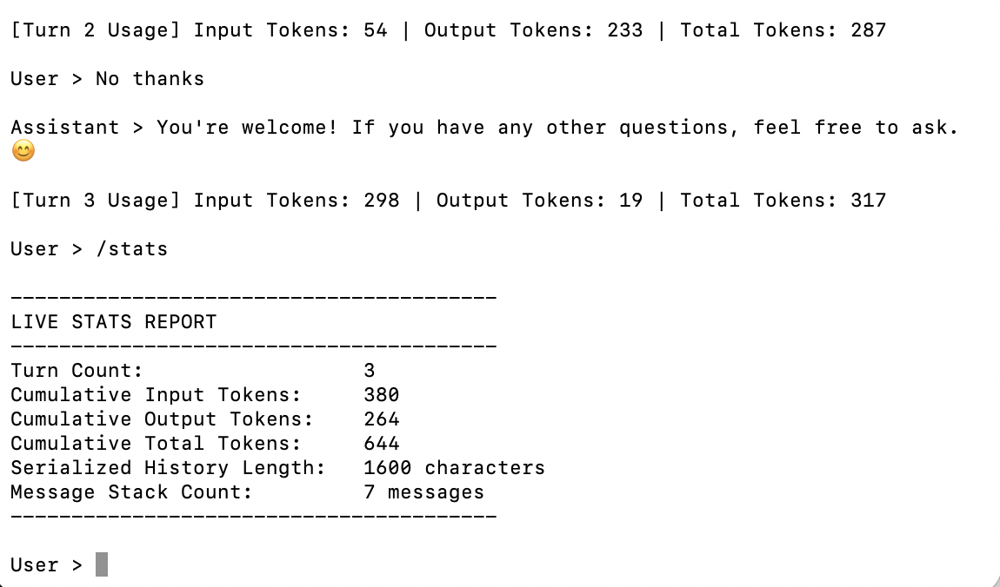 [Turn 2 Usage] Input Tokens: 54 | Output Tokens: 233 | Total Tokens: 287
User > No thanks
Assistant > You're welcome! If you have any other questions, feel free to ask.
😊
[Turn 3 Usage] Input Tokens: 298 | Output Tokens: 19 | Total Tokens: 317
User > /stats
----------------------------------------
LIVE STATS REPORT
----------------------------------------
Turn Count:                  3
Cumulative Input Tokens:     380
Cumulative Output Tokens:    264
Cumulative Total Tokens:     644
Serialized History Length:   1600 characters
Message Stack Count:         7 messages
----------------------------------------
User >